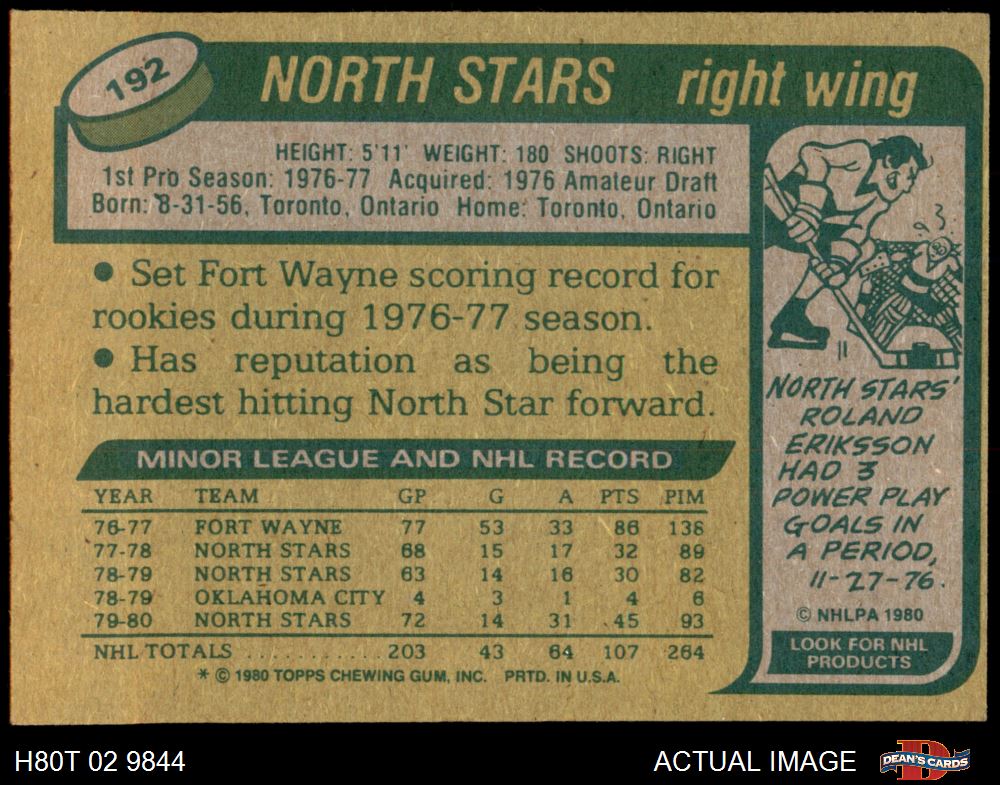 192
NORTH STARS right wing
HEIGHT: 5'11' WEIGHT: 180 SHOOTS: RIGHT
1st Pro Season: 1976-77 Acquired: 1976 Amateur Draft
Born: 8-31-56, Toronto, Ontario Home: Toronto, Ontario
● Set Fort Wayne scoring record for
rookies during 1976-77 season.
● Has reputation as being the
hardest hitting North Star forward.
MINOR LEAGUE AND NHL RECORD
YEAR TEAM GP G A PTS PIM
76-77 FORT WAYNE 77 53 33 86 138
77-78 NORTH STARS 68 15 17 32 89
78-79 NORTH STARS 63 14 16 30 82
78-79 OKLAHOMA CITY 4 3 1 4 6
79-80 NORTH STARS 72 14 31 45 93
NHL TOTALS ........... 203 43 64 107 264
* © 1980 TOPPS CHEWING GUM, INC. PRTD. IN U.S.A.
NORTH STARS'
ROLAND
ERIKSSON
HAD 3
POWER PLAY
GOALS IN
A PERIOD,
11-27-76.
© NHLPA 1980
LOOK FOR NHL
PRODUCTS
H80T 02 9844
ACTUAL IMAGE
D
DEAN'S CARDS